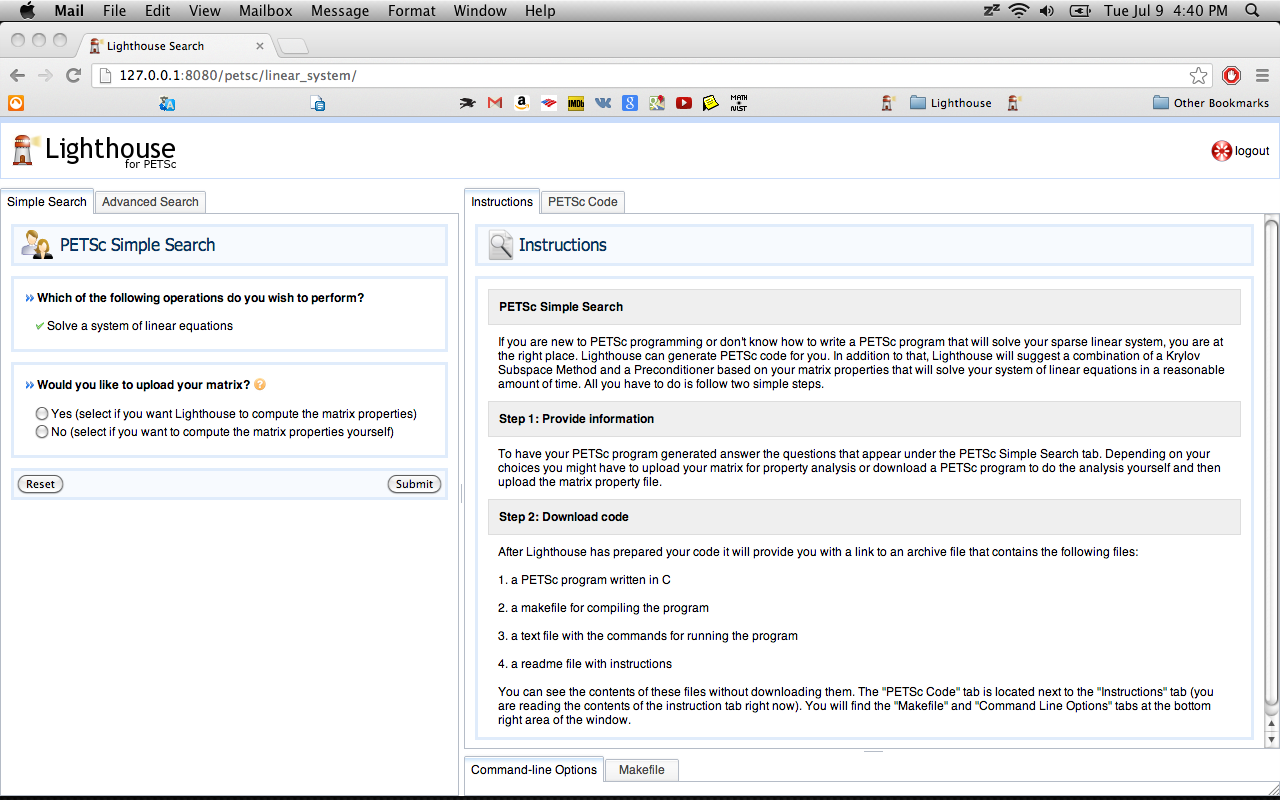 Mail File Edit View Mailbox Message Format Window Help Tue Jul 9 4:40 PM
Lighthouse Search
127.0.0.1:8080/petsc/linear_system/
IMDb MATH NIST Lighthouse Other Bookmarks
Lighthouse
for PETSc
logout
Simple Search Advanced Search
PETSc Simple Search
Which of the following operations do you wish to perform?
Solve a system of linear equations
Would you like to upload your matrix? ?
Yes (select if you want Lighthouse to compute the matrix properties)
No (select if you want to compute the matrix properties yourself)
Reset Submit
Instructions PETSc Code
Instructions
PETSc Simple Search
If you are new to PETSc programming or don't know how to write a PETSc program that will solve your sparse linear system, you are at
the right place. Lighthouse can generate PETSc code for you. In addition to that, Lighthouse will suggest a combination of a Krylov
Subspace Method and a Preconditioner based on your matrix properties that will solve your system of linear equations in a reasonable
amount of time. All you have to do is follow two simple steps.
Step 1: Provide information
To have your PETSc program generated answer the questions that appear under the PETSc Simple Search tab. Depending on your
choices you might have to upload your matrix for property analysis or download a PETSc program to do the analysis yourself and then
upload the matrix property file.
Step 2: Download code
After Lighthouse has prepared your code it will provide you with a link to an archive file that contains the following files:
1. a PETSc program written in C
2. a makefile for compiling the program
3. a text file with the commands for running the program
4. a readme file with instructions
You can see the contents of these files without downloading them. The "PETSc Code" tab is located next to the "Instructions" tab (you
are reading the contents of the instruction tab right now). You will find the "Makefile" and "Command Line Options" tabs at the bottom
right area of the window.
Command-line Options Makefile